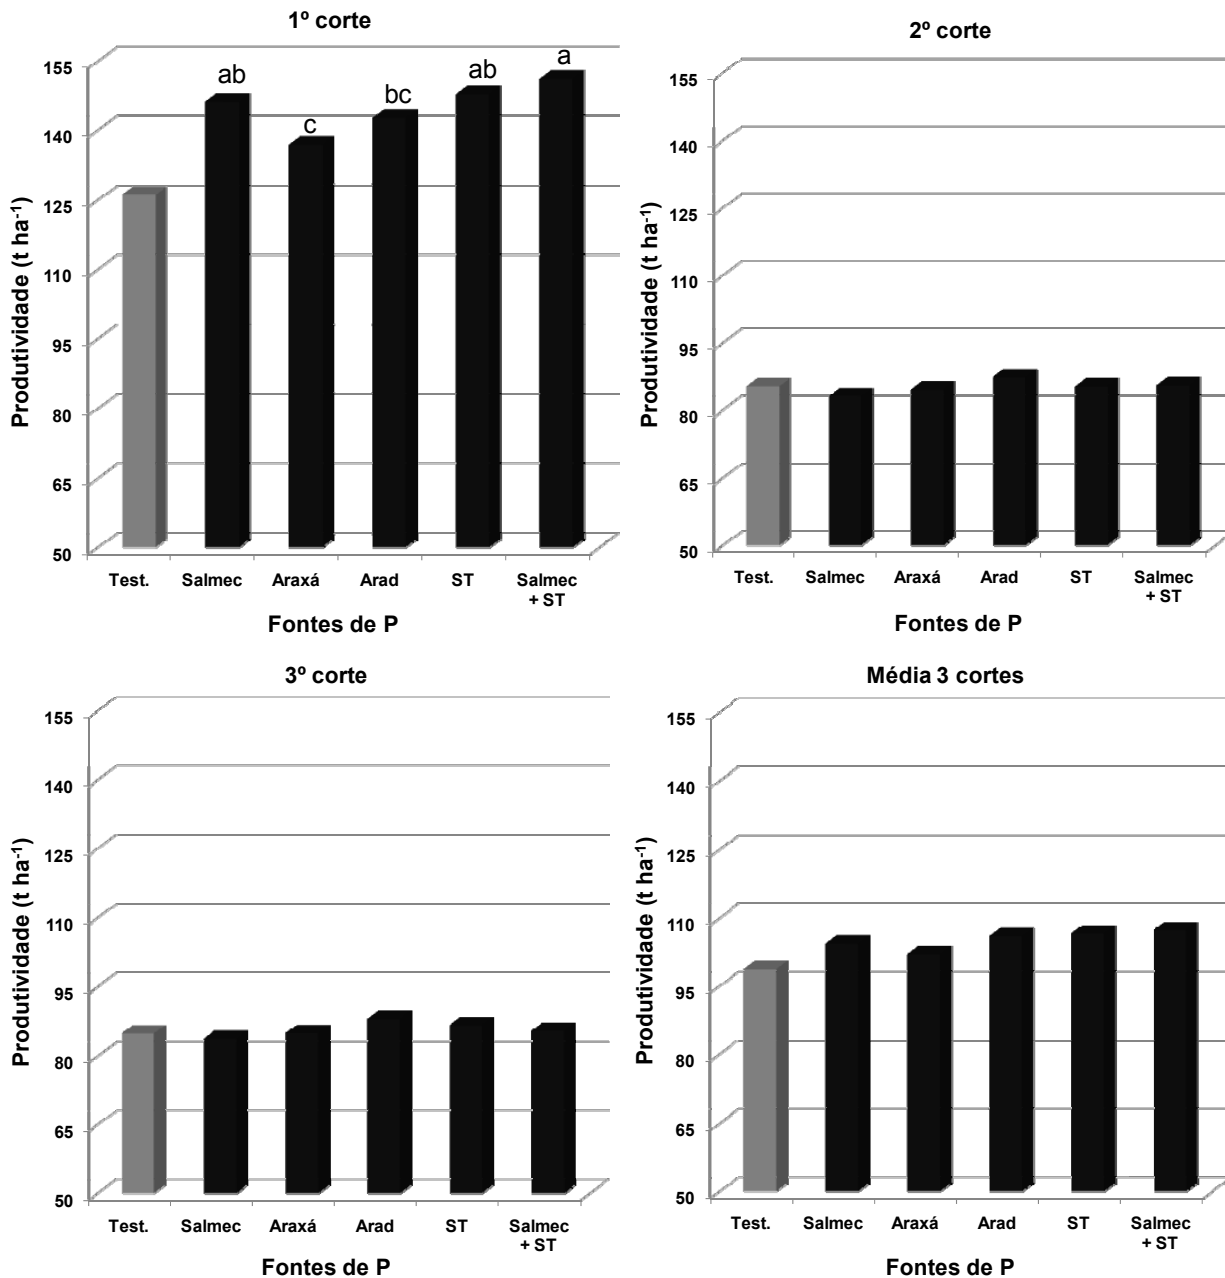 1º corte
155
140
125
110
95
80
65
50
Produtividade (t ha⁻¹)
ab
c
bc
ab
a
Test.
Salmec
Araxá
Arad
ST
Salmec
+ ST
Fontes de P
2º corte
155
140
125
110
95
80
65
50
Produtividade (t ha⁻¹)
Test.
Salmec
Araxá
Arad
ST
Salmec
+ ST
Fontes de P
3º corte
155
140
125
110
95
80
65
50
Produtividade (t ha⁻¹)
Test.
Salmec
Araxá
Arad
ST
Salmec
+ ST
Fontes de P
Média 3 cortes
155
140
125
110
95
80
65
50
Produtividade (t ha⁻¹)
Test.
Salmec
Araxá
Arad
ST
Salmec
+ ST
Fontes de P